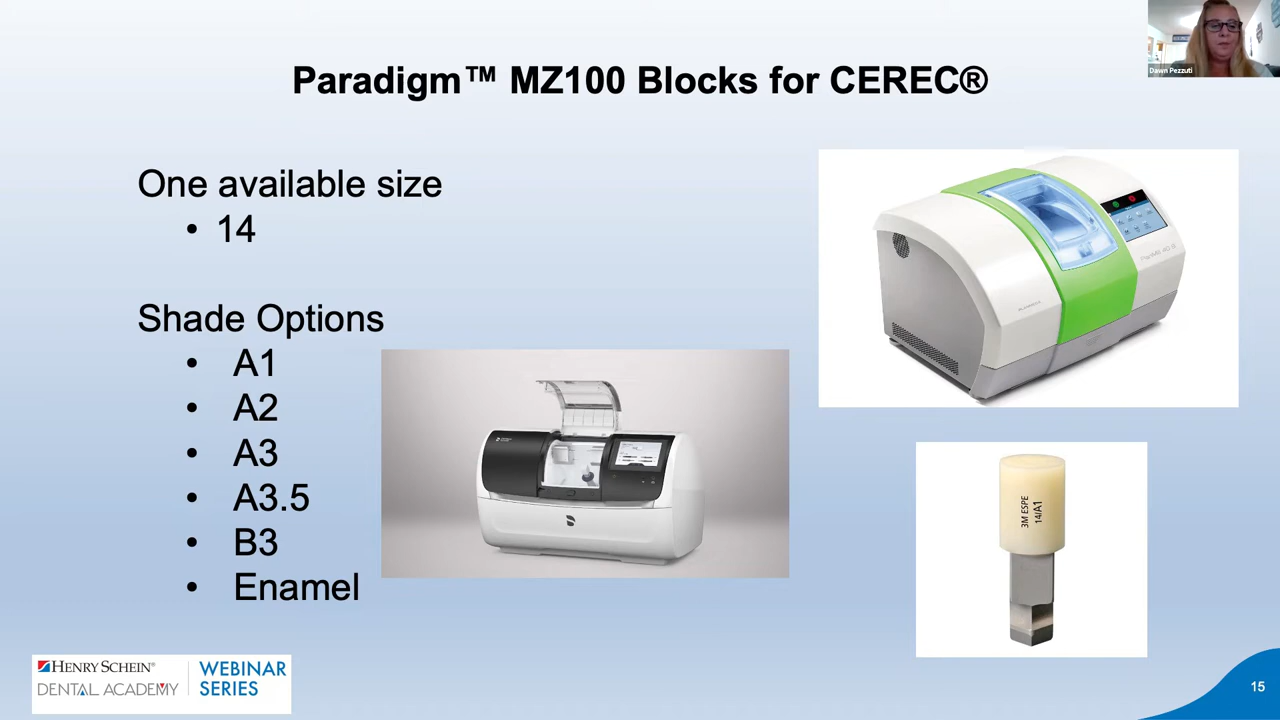 Dawn Pezzuti
Paradigm™ MZ100 Blocks for CEREC®
One available size
• 14
Shade Options
• A1
• A2
• A3
• A3.5
• B3
• Enamel
3M ESPE
14/A1
HENRY SCHEIN®
DENTAL ACADEMY
WEBINAR
SERIES
15